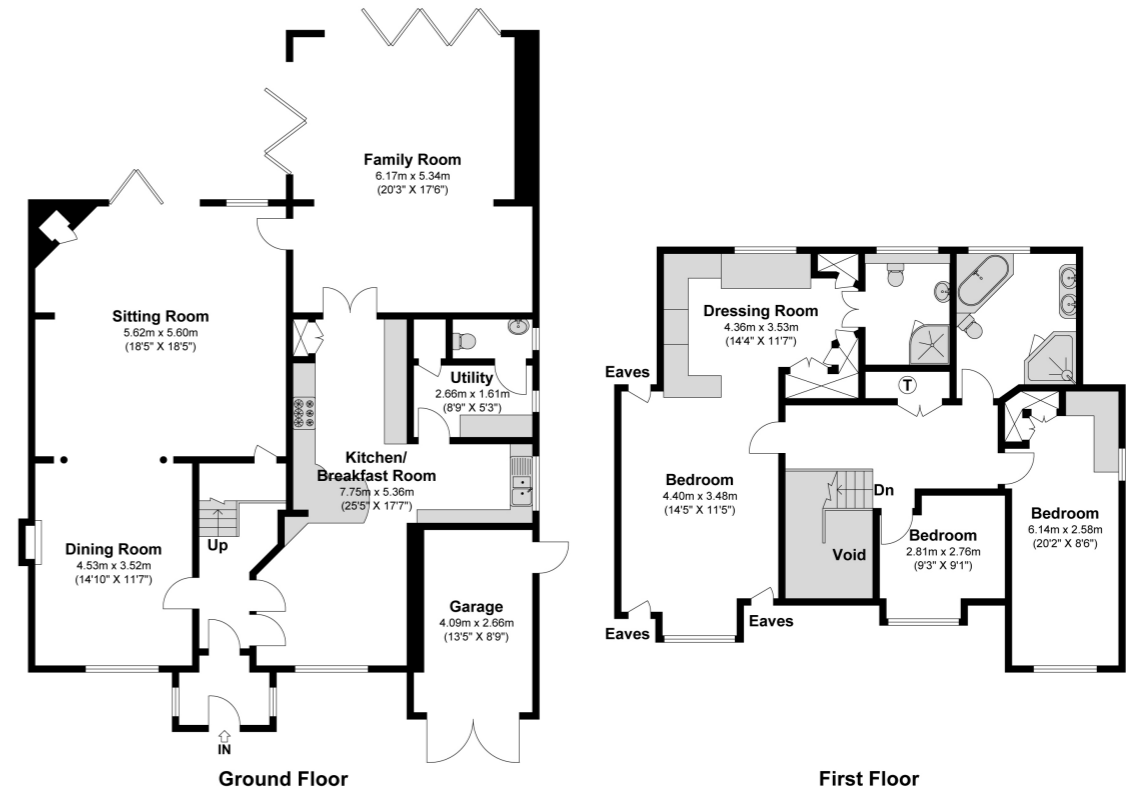 Family Room
6.17m x 5.34m
(20'3" X 17'6")
Sitting Room
5.62m x 5.60m
(18'5" X 18'5")
Utility
2.66m x 1.61m
(8'9" X 5'3")
Kitchen/
Breakfast Room
7.75m x 5.36m
(25'5" X 17'7")
Up
Dining Room
4.53m x 3.52m
(14'10" X 11'7")
Garage
4.09m x 2.66m
(13'5" X 8'9")
IN
Ground Floor
Dressing Room
4.36m x 3.53m
(14'4" X 11'7")
Eaves
T
Bedroom
4.40m x 3.48m
(14'5" X 11'5")
Dn
Bedroom
6.14m x 2.58m
(20'2" X 8'6")
Bedroom
2.81m x 2.76m
(9'3" X 9'1")
Void
Eaves
Eaves
First Floor